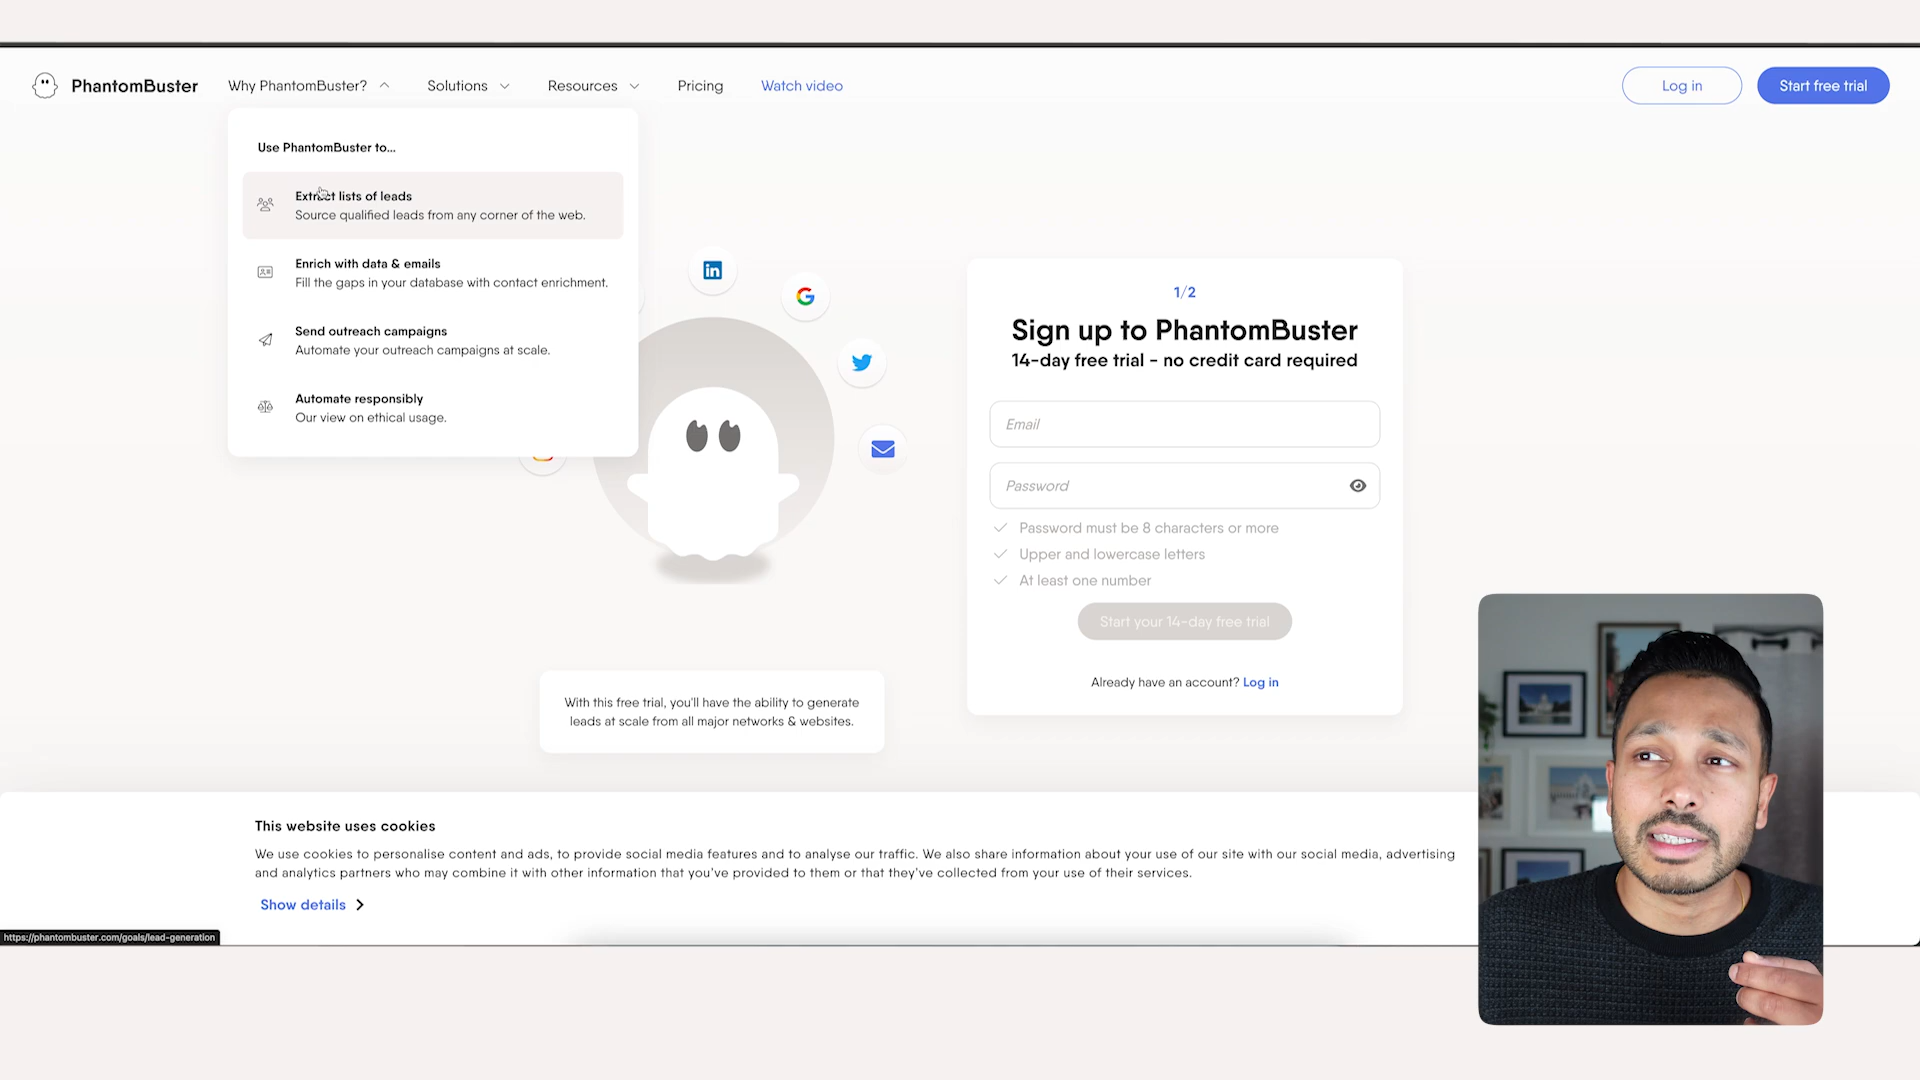 PhantomBuster
Why PhantomBuster?
Solutions
Resources
Pricing
Watch video
Log in
Start free trial
Use PhantomBuster to...
Extract lists of leads
Source qualified leads from any corner of the web.
Enrich with data & emails
Fill the gaps in your database with contact enrichment.
Send outreach campaigns
Automate your outreach campaigns at scale.
Automate responsibly
Our view on ethical usage.
in
G
1/2
Sign up to PhantomBuster
14-day free trial - no credit card required
Email
Password
Password must be 8 characters or more
Upper and lowercase letters
At least one number
Start your 14-day free trial
Already have an account? Log in
With this free trial, you'll have the ability to generate
leads at scale from all major networks & websites.
This website uses cookies
We use cookies to personalise content and ads, to provide social media features and to analyse our traffic. We also share information about your use of our site with our social media, advertising
and analytics partners who may combine it with other information that you've provided to them or that they've collected from your use of their services.
Show details
https://phantombuster.com/goals/lead-generation